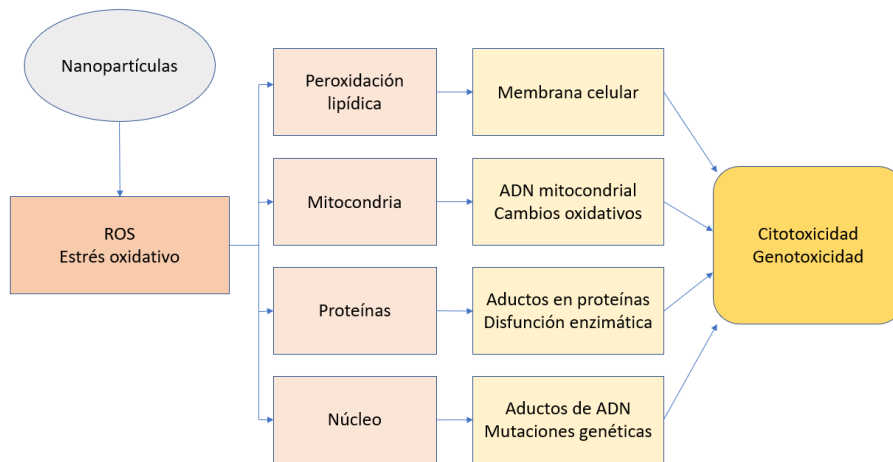 Nanopartículas
ROS
Estrés oxidativo
Peroxidación
lipídica
Membrana celular
Mitocondria
ADN mitocondrial
Cambios oxidativos
Proteínas
Aductos en proteínas
Disfunción enzimática
Núcleo
Aductos de ADN
Mutaciones genéticas
Citotoxicidad
Genotoxicidad